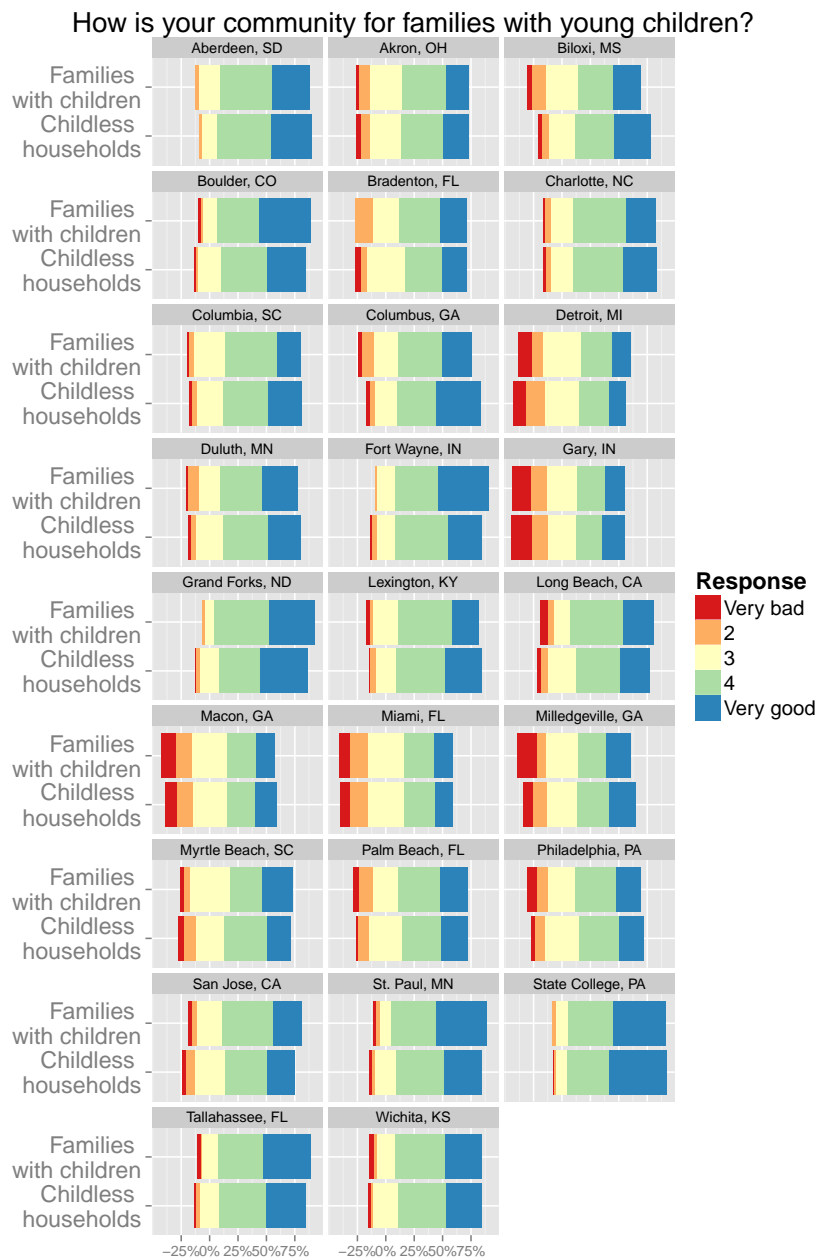 How is your community for families with young children?
Aberdeen, SD
Akron, OH
Biloxi, MS
Families
with children
Childless
households
Boulder, CO
Bradenton, FL
Charlotte, NC
Families
with children
Childless
households
Columbia, SC
Columbus, GA
Detroit, MI
Families
with children
Childless
households
Duluth, MN
Fort Wayne, IN
Gary, IN
Families
with children
Childless
households
Grand Forks, ND
Lexington, KY
Long Beach, CA
Families
with children
Childless
households
Macon, GA
Miami, FL
Milledgeville, GA
Families
with children
Childless
households
Myrtle Beach, SC
Palm Beach, FL
Philadelphia, PA
Families
with children
Childless
households
San Jose, CA
St. Paul, MN
State College, PA
Families
with children
Childless
households
Tallahassee, FL
Wichita, KS
Families
with children
Childless
households
−25%0% 25%50%75%
−25%0% 25%50%75%
Response
Very bad
2
3
4
Very good